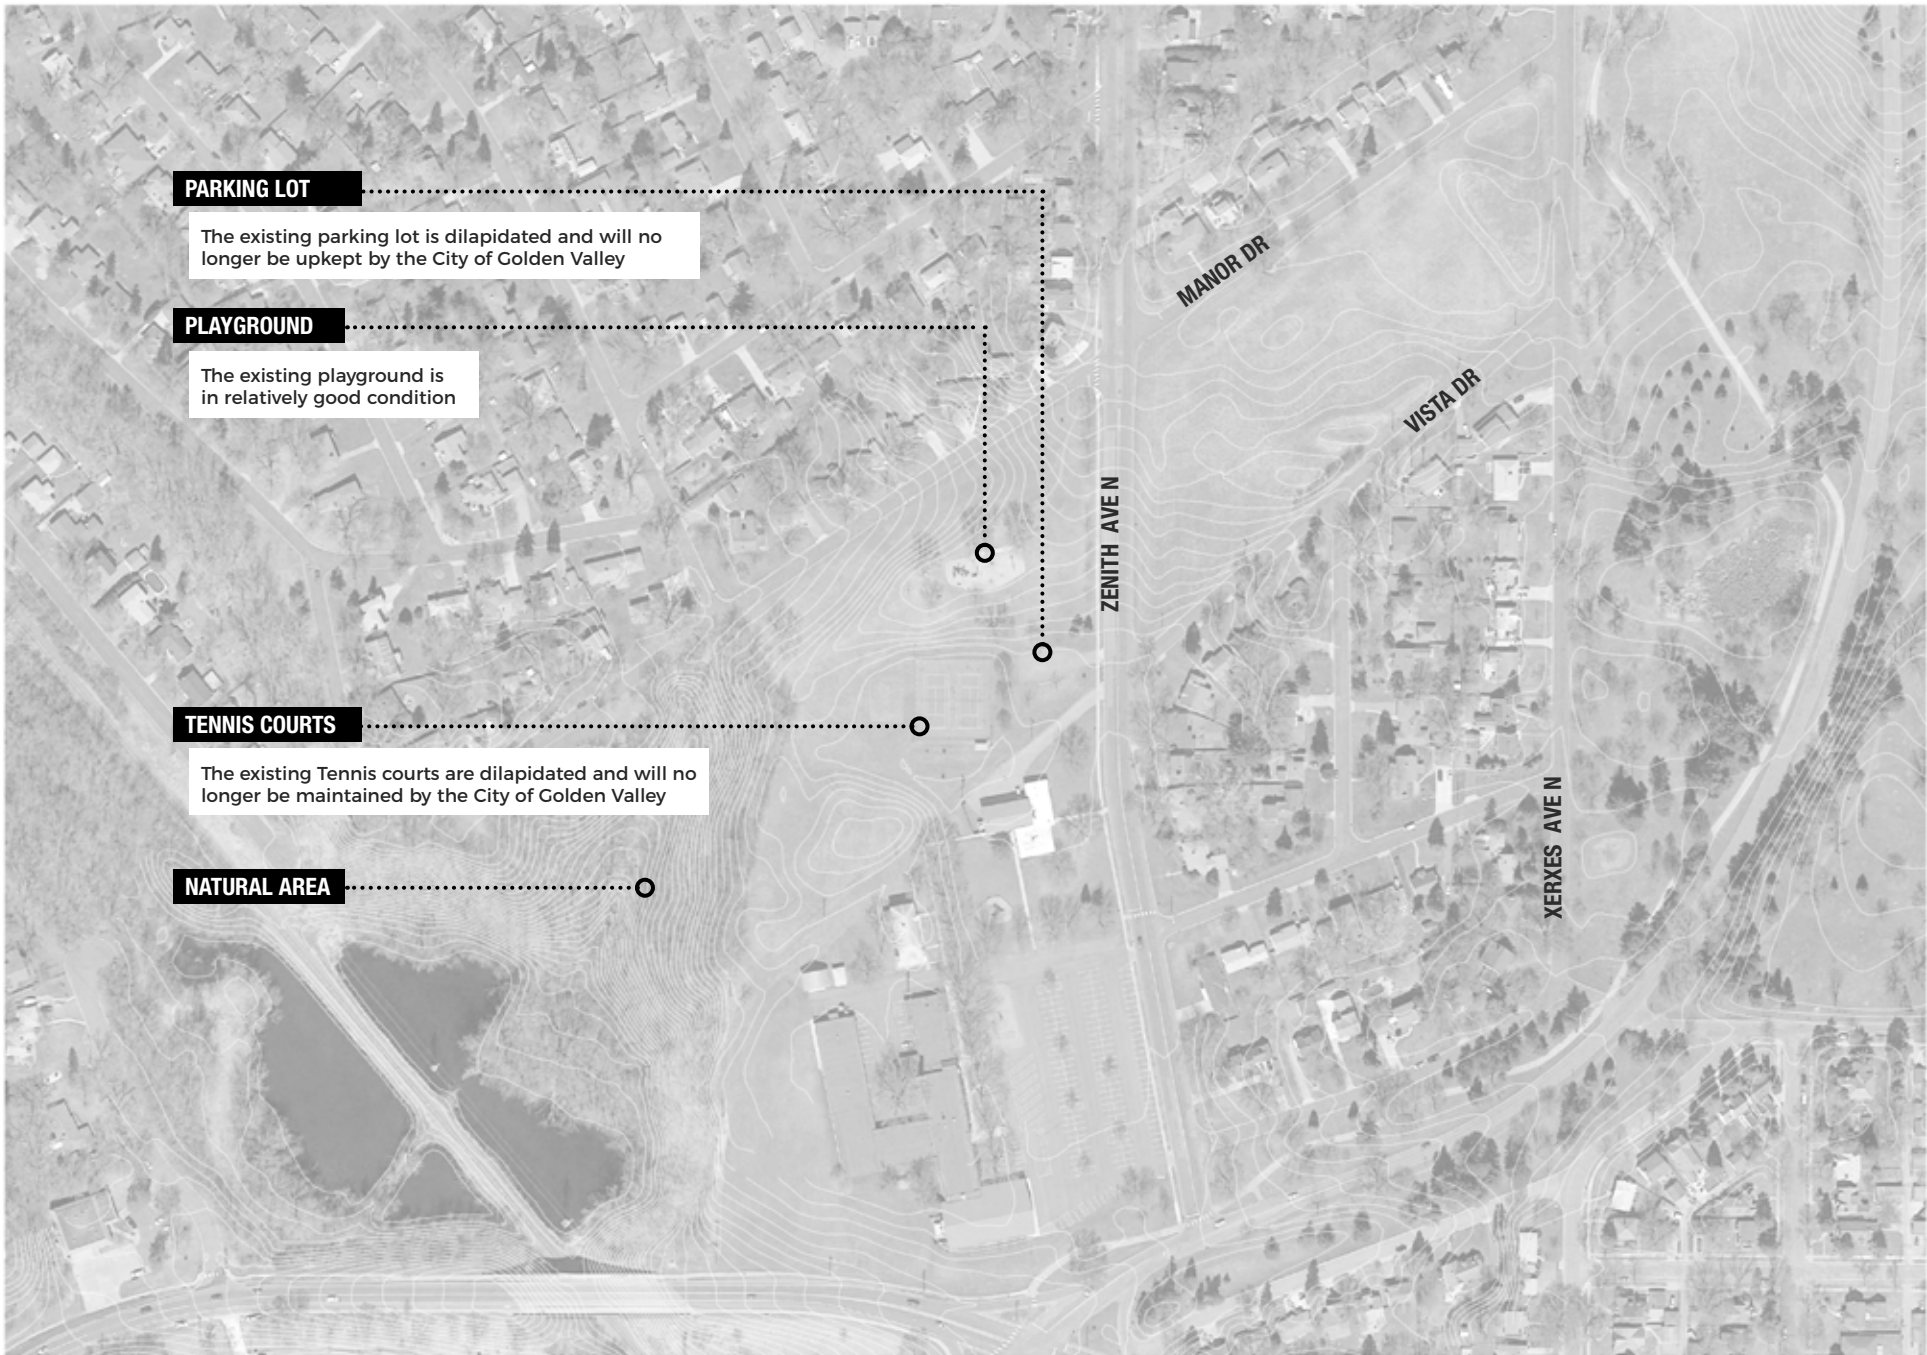 PARKING LOT
The existing parking lot is dilapidated and will no
longer be upkept by the City of Golden Valley
PLAYGROUND
The existing playground is
in relatively good condition
TENNIS COURTS
The existing Tennis courts are dilapidated and will no
longer be maintained by the City of Golden Valley
NATURAL AREA
MANOR DR
VISTA DR
ZENITH AVE N
XERXES AVE N